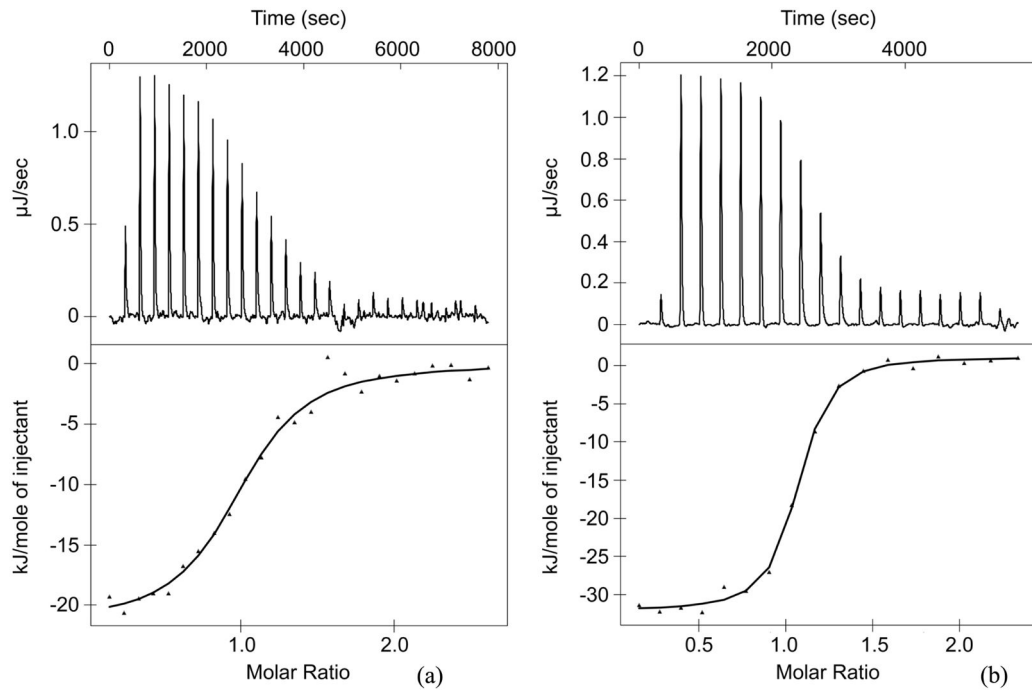 Time (sec)
0 2000 4000 6000 8000
µJ/sec
1.0
0.5
0
kJ/mole of injectant
0
-5
-10
-15
-20
1.0 2.0
Molar Ratio
(a)
Time (sec)
0 2000 4000
µJ/sec
1.2
1.0
0.8
0.6
0.4
0.2
0
kJ/mole of injectant
0
-5
-10
-15
-20
-25
-30
0.5 1.0 1.5 2.0
Molar Ratio
(b)